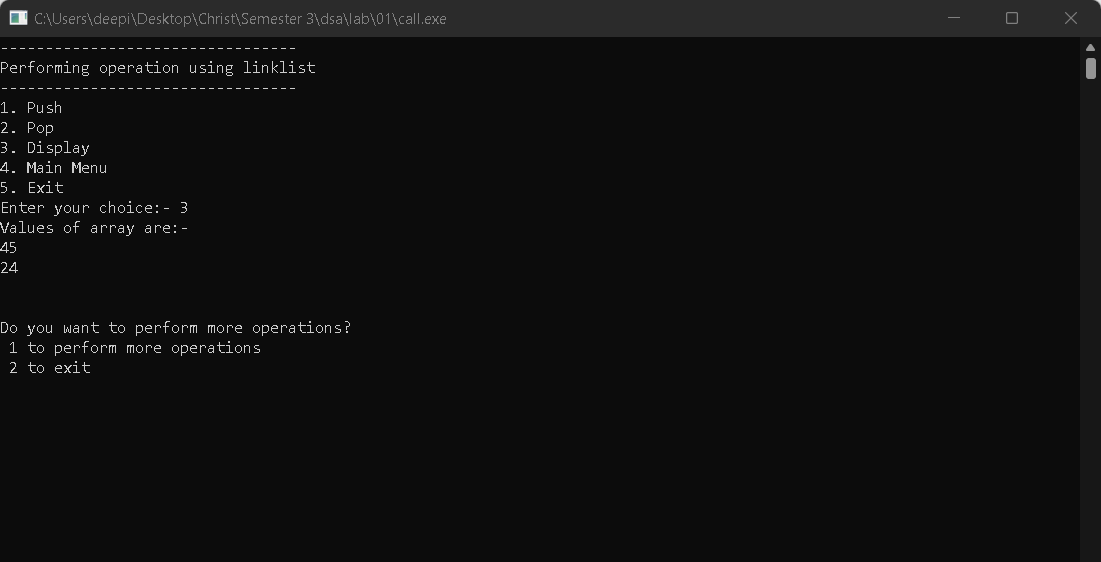 C:\Users\deepi\Desktop\Christ\Semester 3\dsa\lab\01\call.exe
---------------------------------
Performing operation using linklist
---------------------------------
1. Push
2. Pop
3. Display
4. Main Menu
5. Exit
Enter your choice:- 3
Values of array are:-
45
24
Do you want to perform more operations?
1 to perform more operations
2 to exit